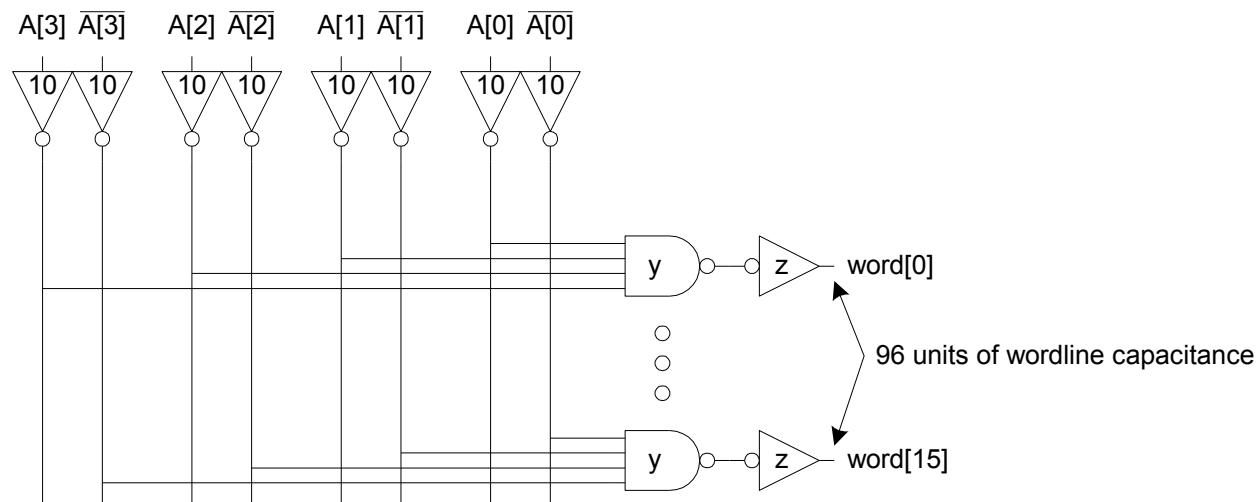 A[3] A̅[̅3̅]̅ A[2] A̅[̅2̅]̅ A[1] A̅[̅1̅]̅ A[0] A̅[̅0̅]̅
10 10 10 10 10 10 10 10
y z word[0]
96 units of wordline capacitance
y z word[15]